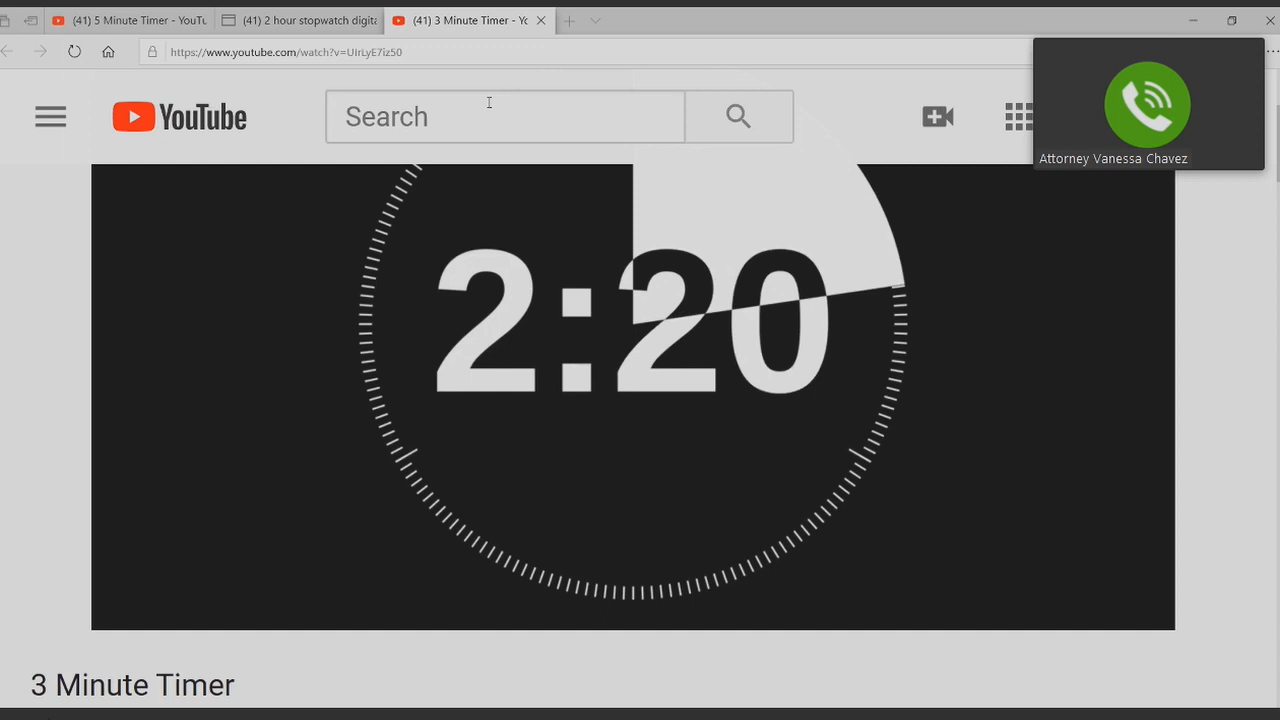 (41) 5 Minute Timer - YouTu
(41) 2 hour stopwatch digita
(41) 3 Minute Timer - Yo
https://www.youtube.com/watch?v=UIrLyE7iz50
YouTube
Search
Attorney Vanessa Chavez
2:20
3 Minute Timer